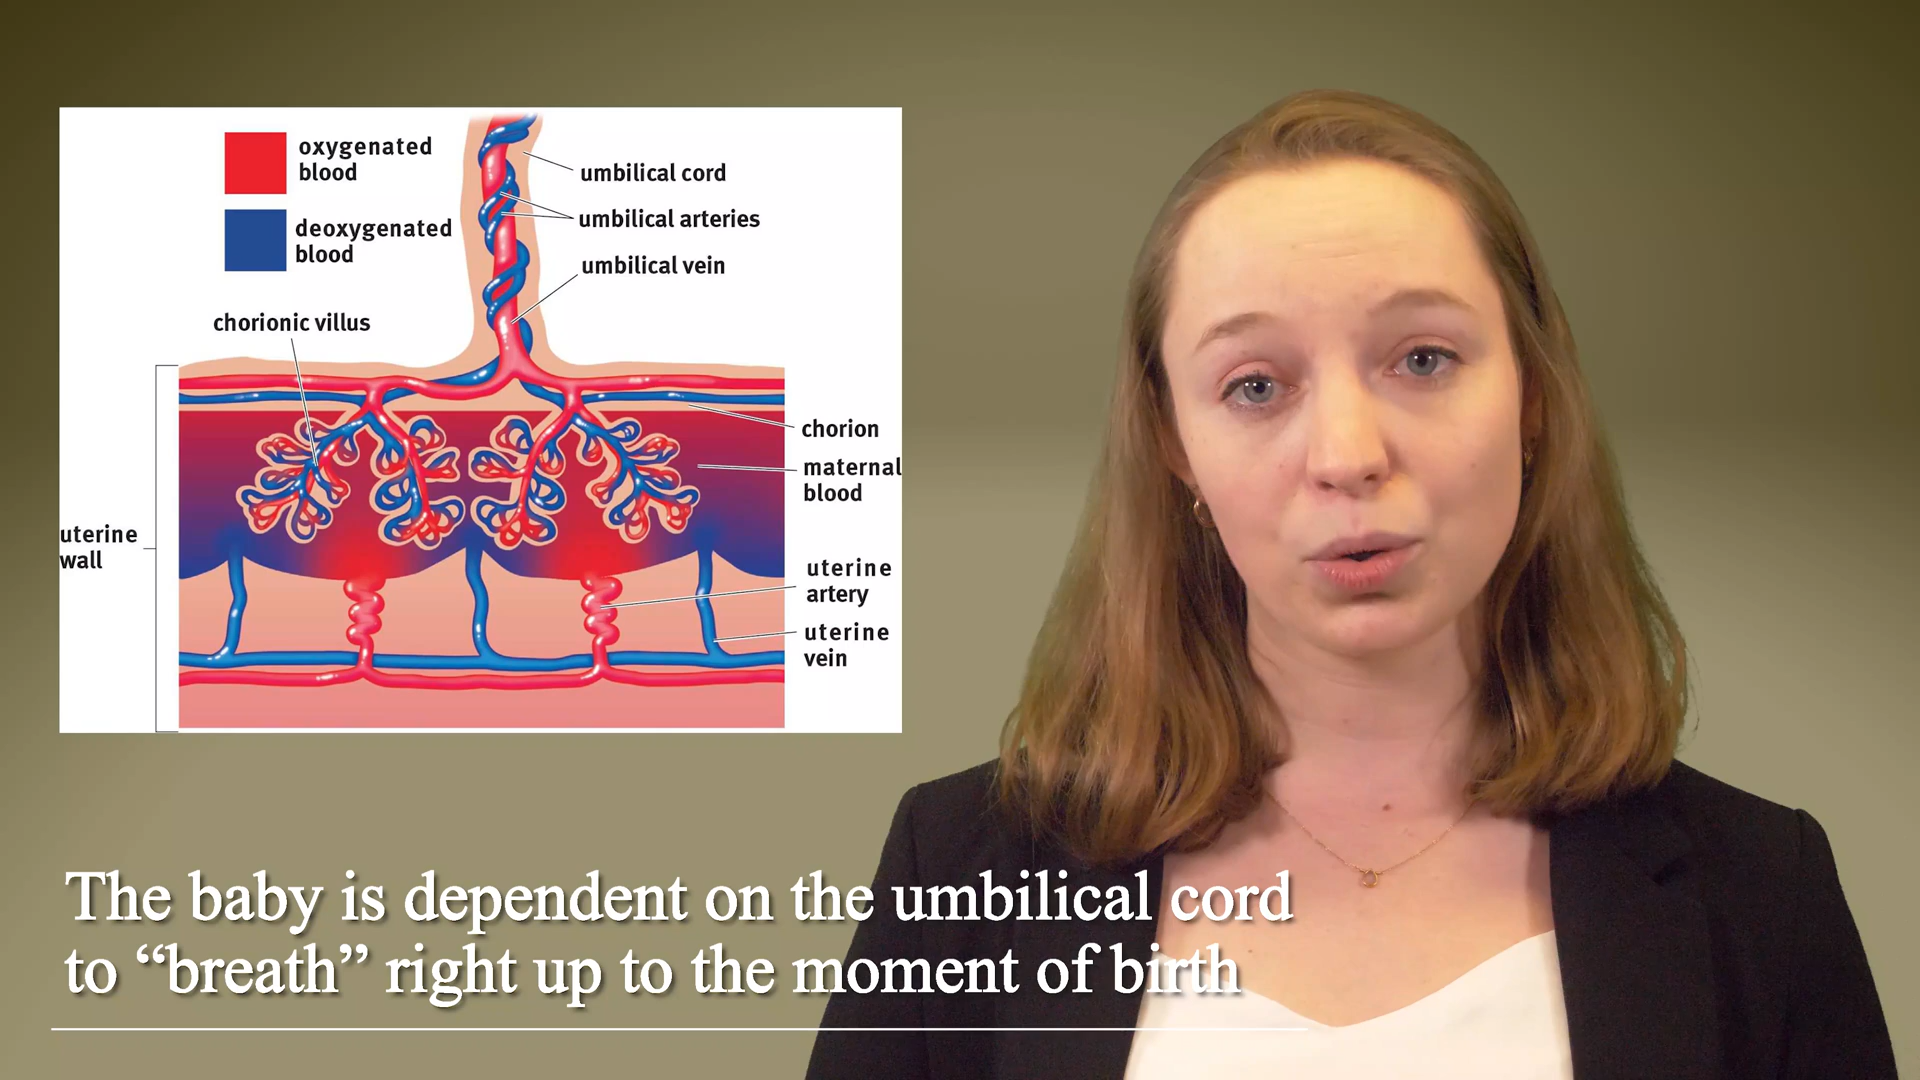 oxygenated
blood
deoxygenated
blood
umbilical cord
umbilical arteries
umbilical vein
chorionic villus
chorion
maternal
blood
uterine
wall
uterine
artery
uterine
vein
The baby is dependent on the umbilical cord
to “breath” right up to the moment of birth